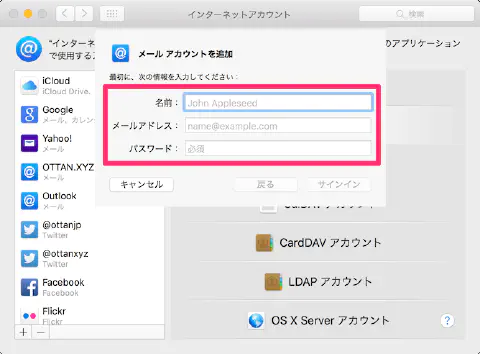 インターネットアカウント
検索
"インターネ
のアプリケーション
で使用するこ
メール アカウントを追加
最初に、次の情報を入力してください:
名前:
John Appleseed
メールアドレス:
name@example.com
パスワード:
必須
キャンセル
戻る
サインイン
iCloud
iCloud Drive,
Google
メール、カレン
Yahoo!
メール
OTTAN.XYZ
メール
Outlook
メール
@ottanjp
Twitter
@ottanxyz
Twitter
Facebook
Facebook
Flickr
Flickr
CardDAV アカウント
LDAP アカウント
OS X Server アカウント
?